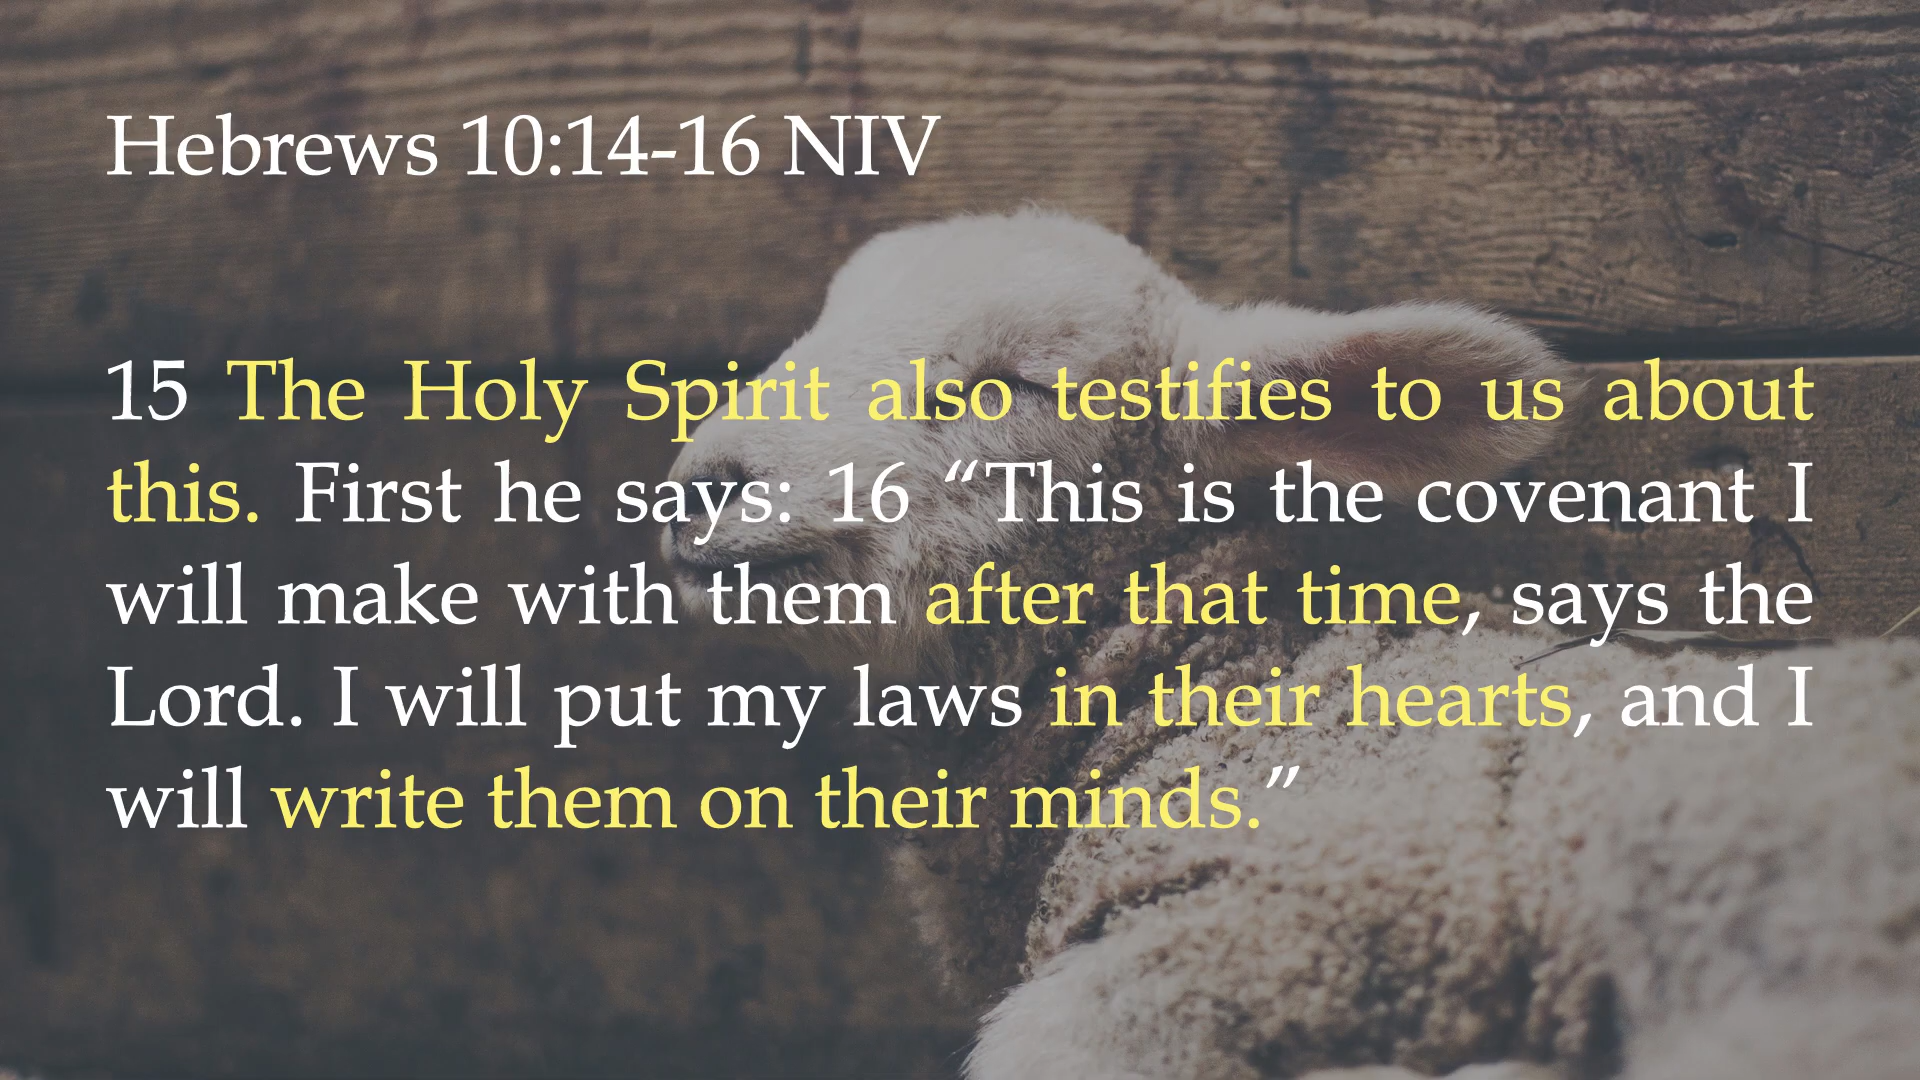 Hebrews 10:14-16 NIV
15 The Holy Spirit also testifies to us about
this. First he says: 16 “This is the covenant I
will make with them after that time, says the
Lord. I will put my laws in their hearts, and I
will write them on their minds.”